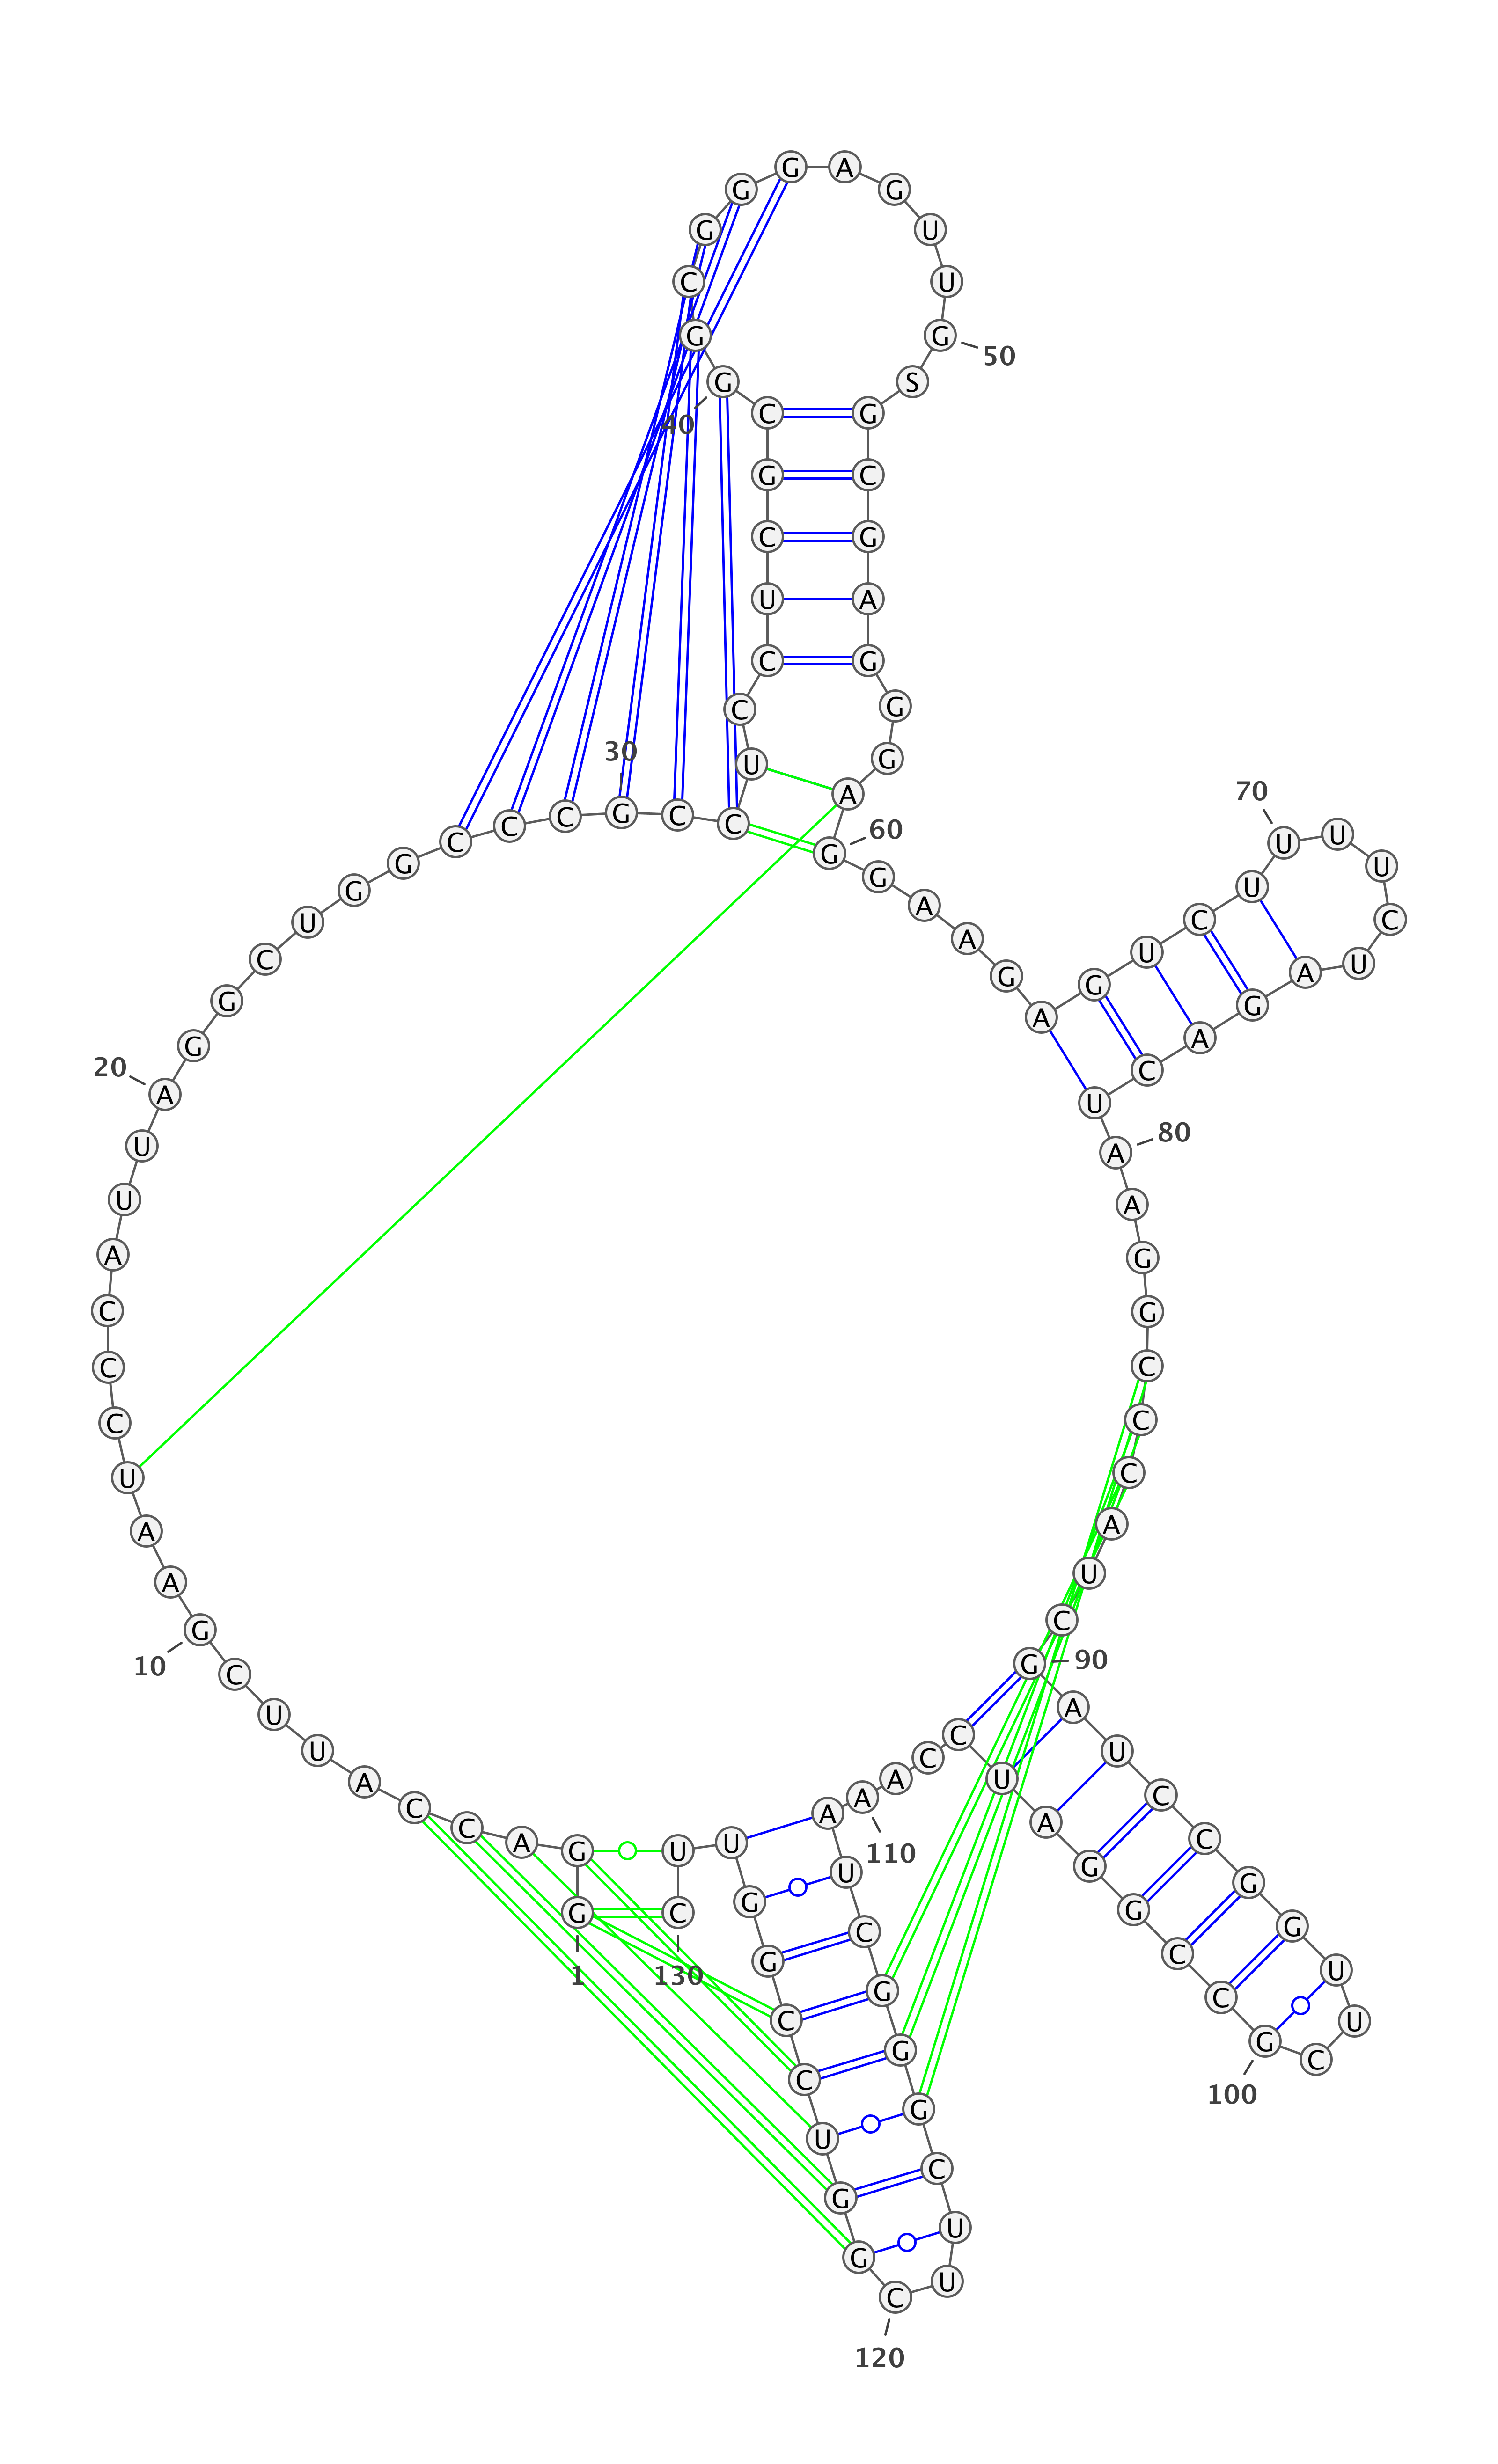 G G A C C A U U C G
1
10
A A U C C C A U U A
20
G G C U G G C C C G
30
C C U C C U C G C G
40
G C G G G A G U U G
50
S G C G A G G G A G
60
G A A G A G U C U U
70
U U C U A G A C U A
80
A G G C C C A U C G
90
A U C C G G U U C G
100
C C G G A U C C A A
110
A U C G G G C U U C
120
G G U C C G G U U C
130